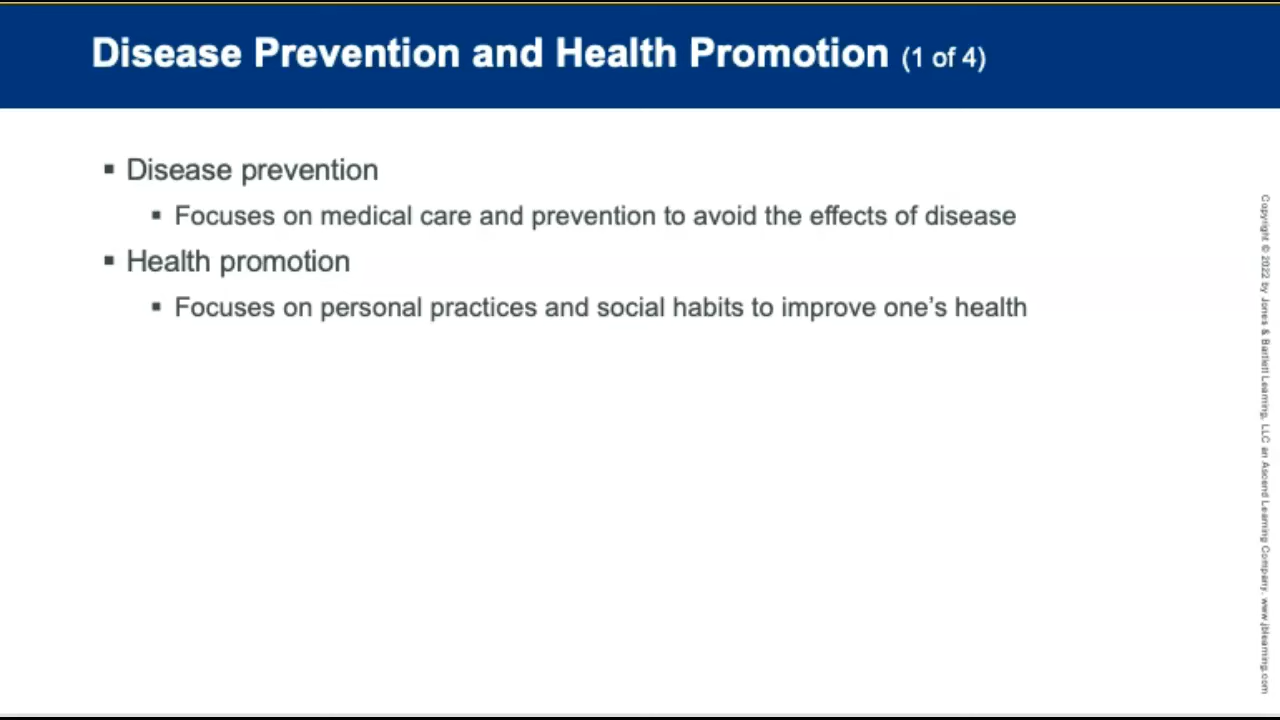 Disease Prevention and Health Promotion (1 of 4)
▪ Disease prevention
▪ Focuses on medical care and prevention to avoid the effects of disease
▪ Health promotion
▪ Focuses on personal practices and social habits to improve one’s health
Copyright © 2022 by Jones & Bartlett Learning, LLC an Ascend Learning Company. www.jblearning.com